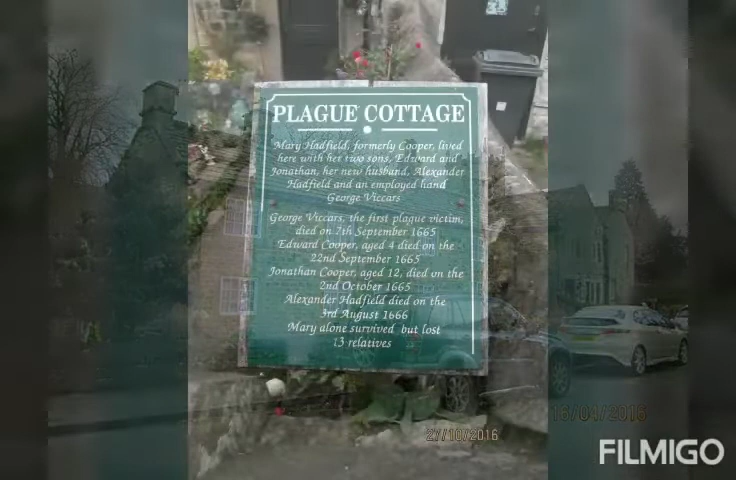 PLAGUE COTTAGE
Mary Hadfield, formerly Cooper, lived
here with her two sons, Edward and
Jonathan, her new husband, Alexander
Hadfield and an employed hand
George Viccars
George Viccars, the first plague victim,
died on 7th September 1665
Edward Cooper, aged 4 died on the
22nd September 1665
Jonathan Cooper, aged 12, died on the
2nd October 1665
Alexander Hadfield died on the
3rd August 1666
Mary alone survived but lost
13 relatives
27/10/2016
16/04/2016
FILMIGO